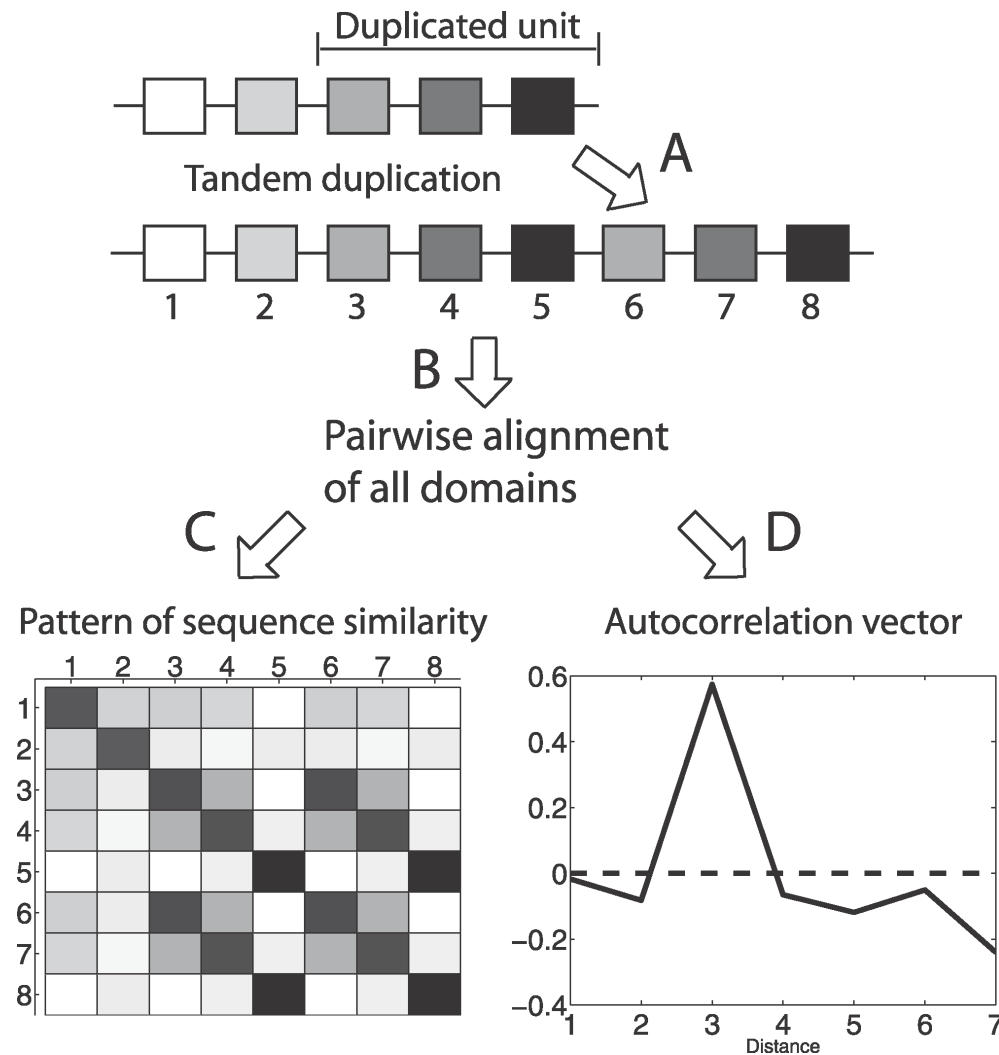 Duplicated unit
A
Tandem duplication
1 2 3 4 5 6 7 8
B
Pairwise alignment
of all domains
C
D
Pattern of sequence similarity
Autocorrelation vector
1 2 3 4 5 6 7 8
1
2
3
4
5
6
7
8
0.6
0.4
0.2
0
−0.2
−0.4
1 2 3 4 5 6 7
Distance